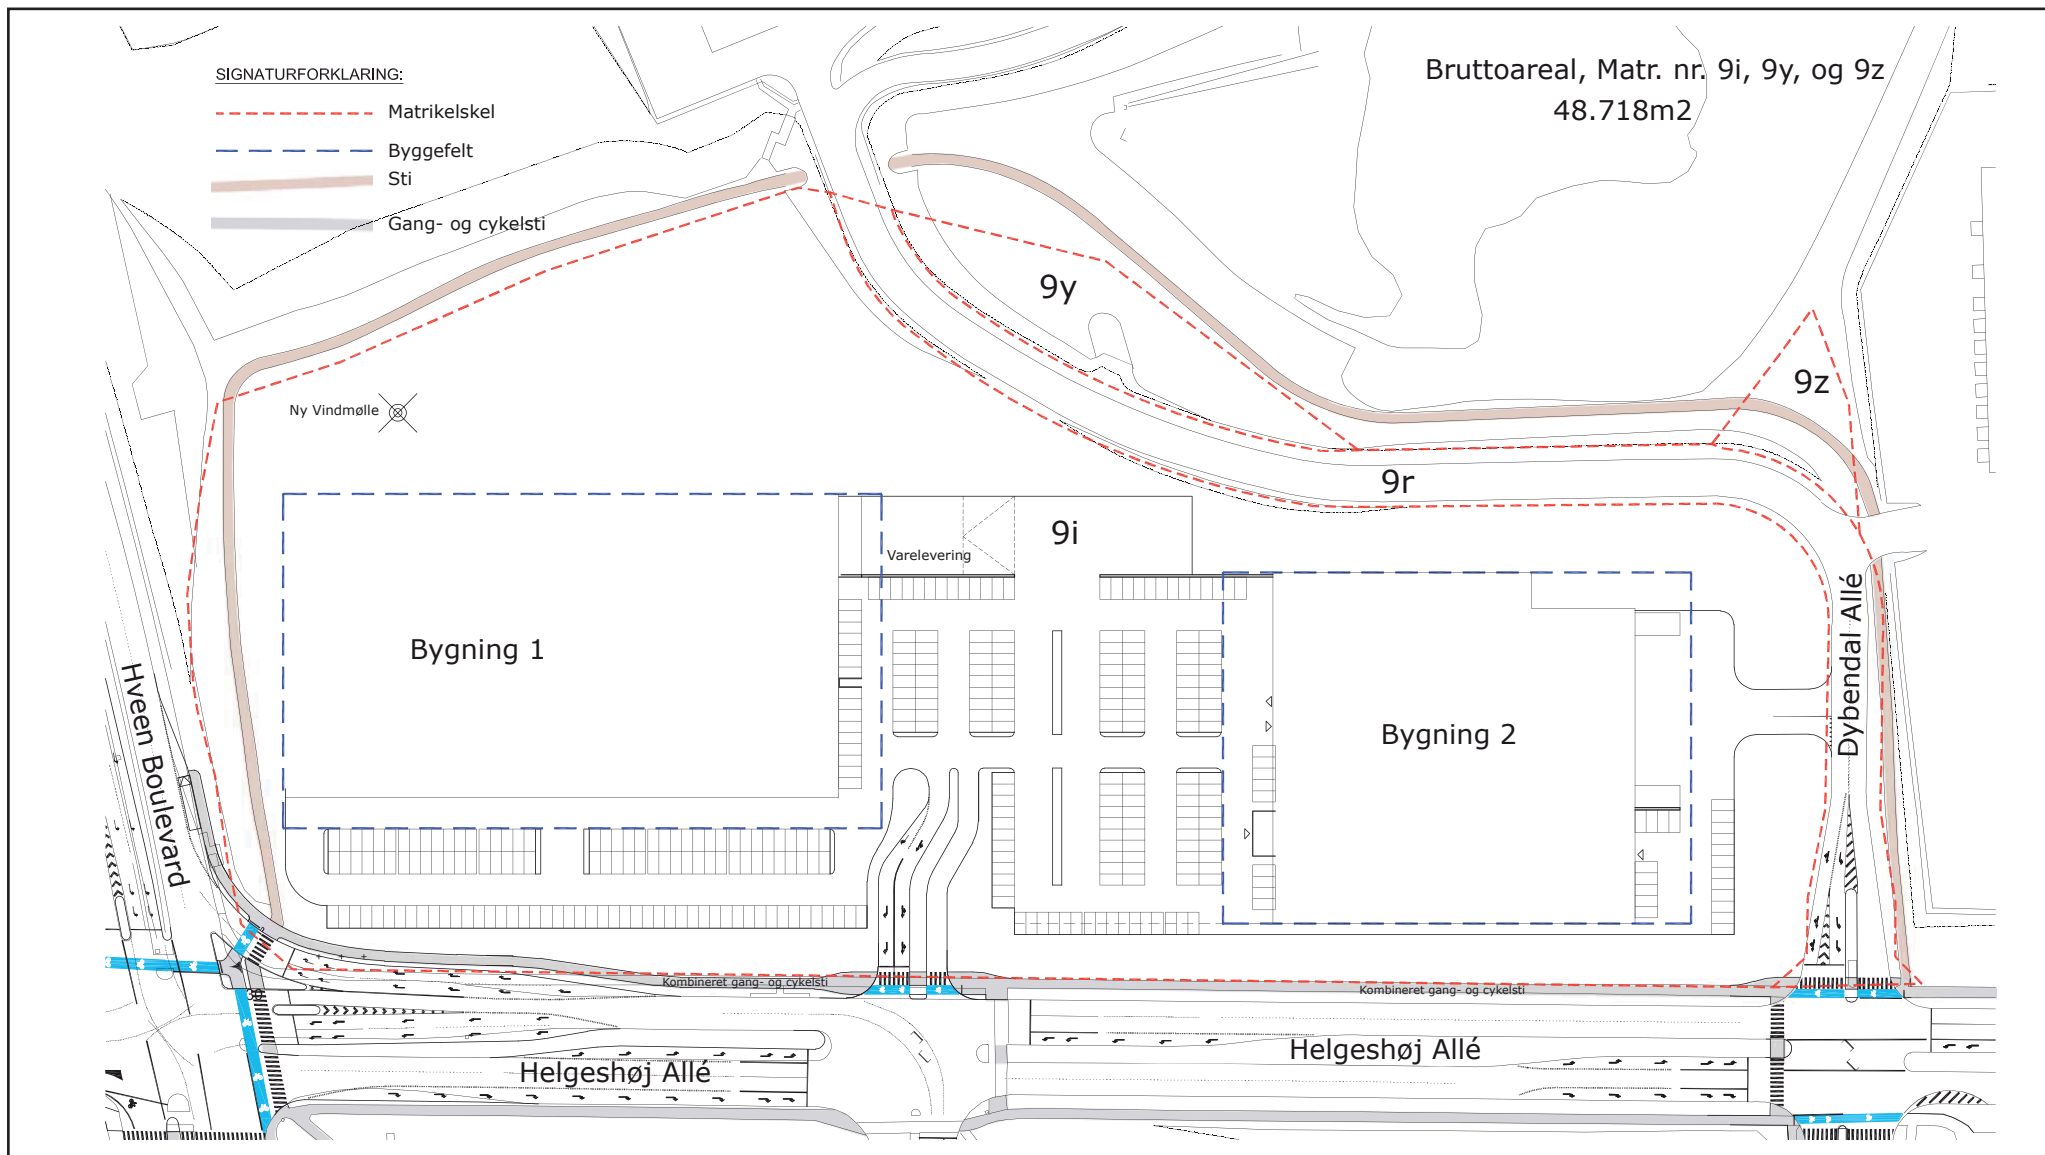 SIGNATURFORKLARING:
Matrikelskel
Byggefelt
Sti
Gang- og cykelsti
Bruttoareal, Matr. nr. 9i, 9y, og 9z
48.718m2
9y
9z
Ny Vindmølle
9r
9i
Varelevering
Bygning 1
Bygning 2
Hveen Boulevard
Dybendal Allé
Kombineret gang- og cykelsti
Kombineret gang- og cykelsti
Helgeshøj Allé
Helgeshøj Allé